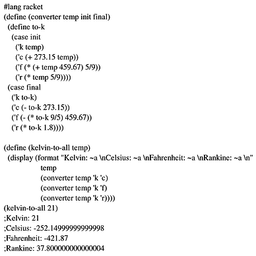 #lang racket
(define (converter temp init final)
(define to-k
(case init
('k temp)
('c (+ 273.15 temp))
('f (* (+ temp 459.67) 5/9))
('r (* temp 5/9))))
(case final
('k to-k)
('c (- to-k 273.15))
('f (- (* to-k 9/5) 459.67))
('r (* to-k 1.8))))
(define (kelvin-to-all temp)
(display (format "Kelvin: ~a \nCelsius: ~a \nFahrenheit: ~a \nRankine: ~a \n"
temp
(converter temp 'k 'c)
(converter temp 'k 'f)
(converter temp 'k 'r))))
(kelvin-to-all 21)
;Kelvin: 21
;Celsius: -252.14999999999998
;Fahrenheit: -421.87
;Rankine: 37.800000000000004